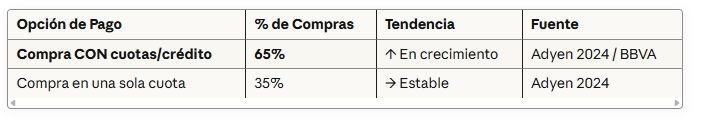 Opción de Pago % de Compras Tendencia Fuente
Compra CON cuotas/crédito 65% ↑ En crecimiento Adyen 2024 / BBVA
Compra en una sola cuota 35% → Estable Adyen 2024